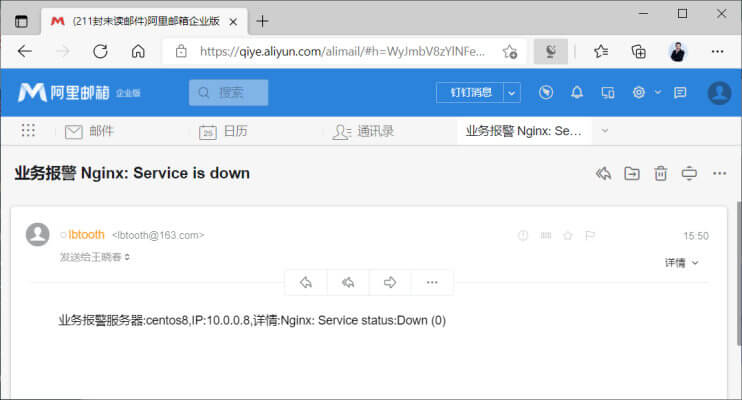 (211封未读邮件)阿里邮箱企业版
https://qiye.aliyun.com/alimail/#h=WyJmbV8zYlNFe...
阿里邮箱 企业版
搜索
钉钉消息
邮件
25 日历
通讯录
业务报警 Nginx: Se...
业务报警 Nginx: Service is down
lbtooth <lbtooth@163.com>
15:50
发送给王晓春
详情
业务报警服务器:centos8,IP:10.0.0.8,详情:Nginx: Service status:Down (0)